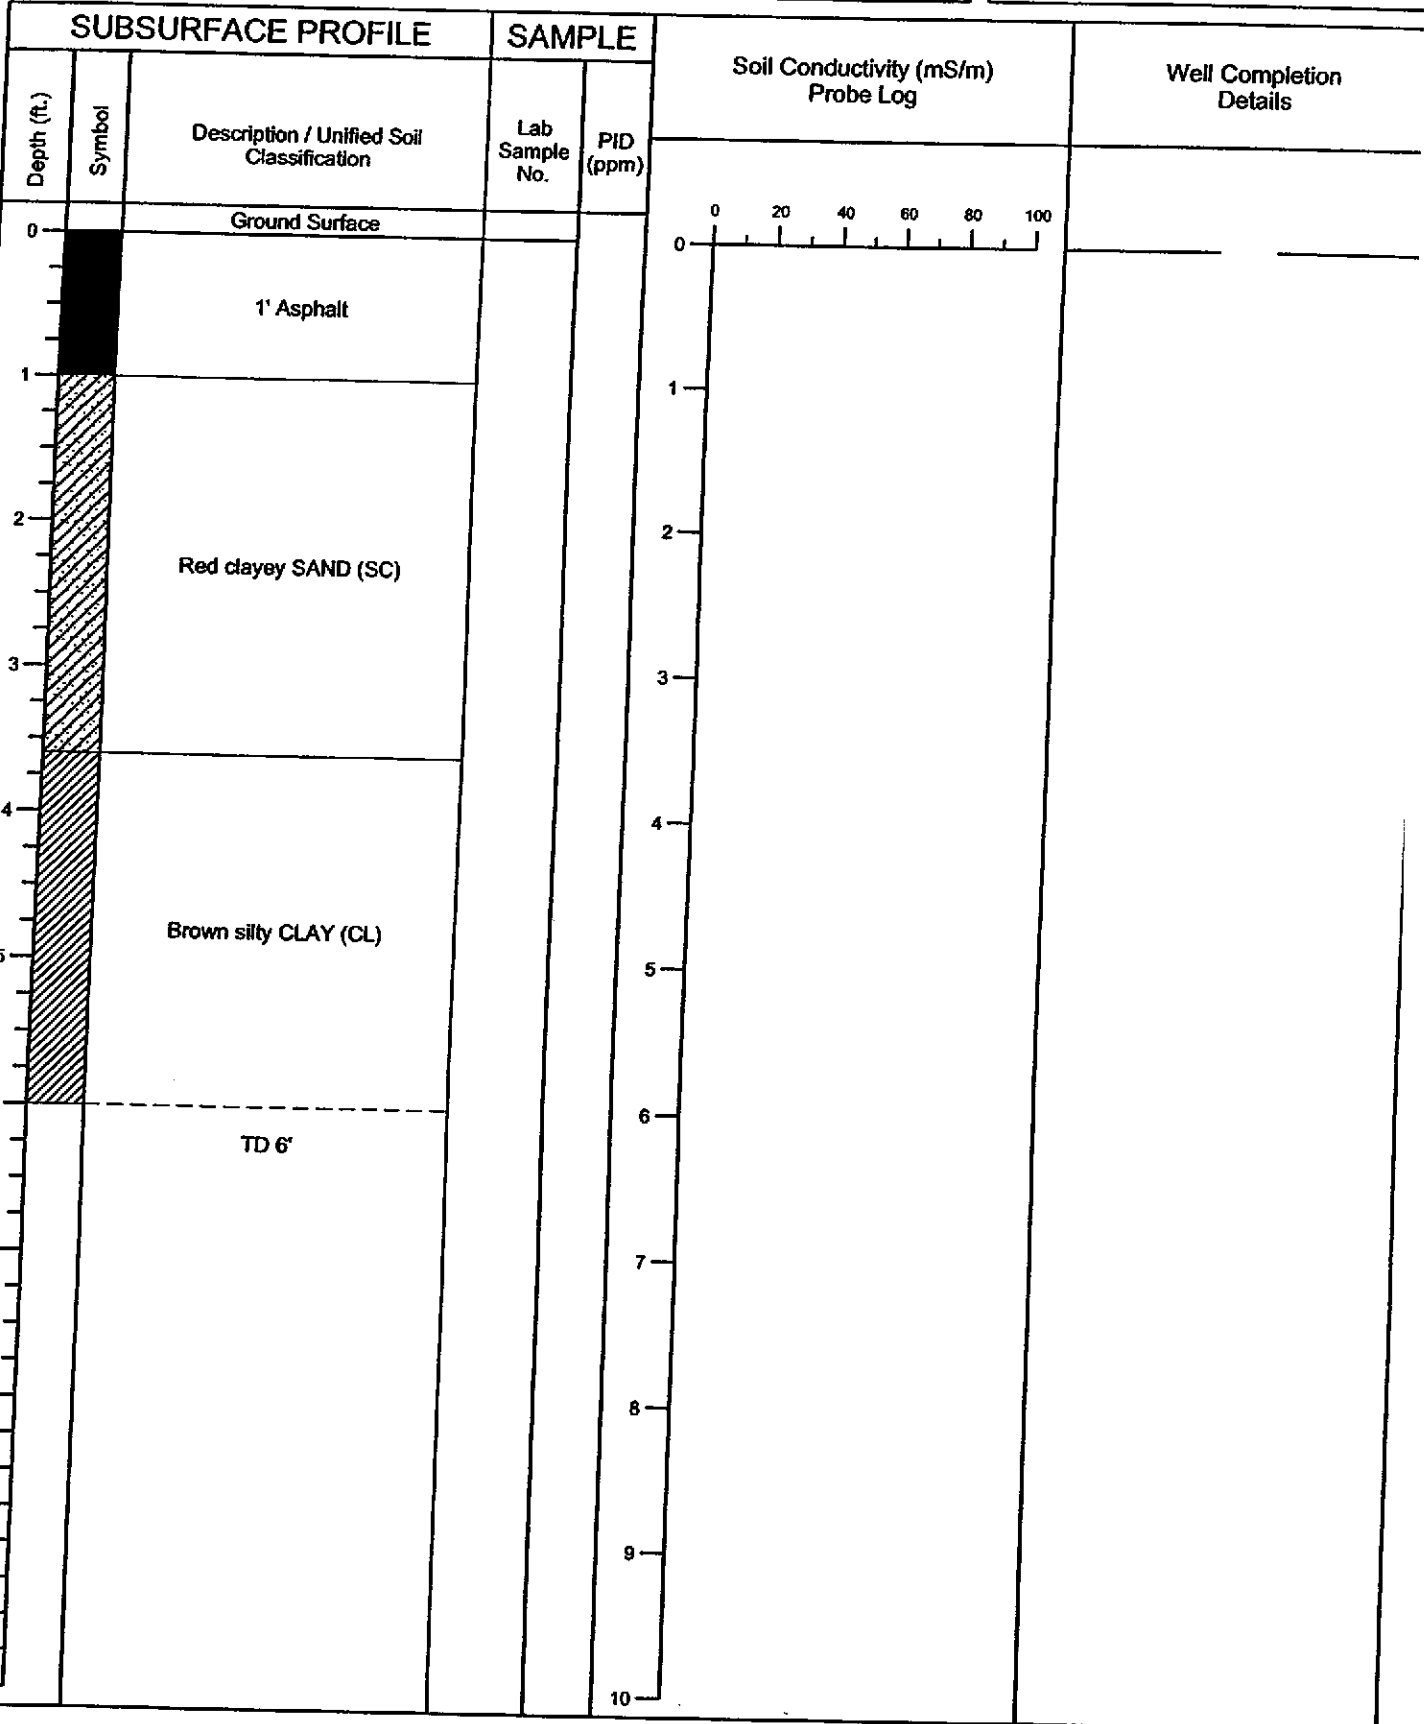 SUBSURFACE PROFILE
SAMPLE
Soil Conductivity (mS/m)
Probe Log
Well Completion
Details
Depth (ft.)
Symbol
Description / Unified Soil
Classification
Lab
Sample
No.
PID
(ppm)
Ground Surface
0 20 40 60 80 100
0
0
1' Asphalt
1
1
2
2
Red clayey SAND (SC)
3
3
4
4
Brown silty CLAY (CL)
5
5
6
TD 6'
7
8
9
10